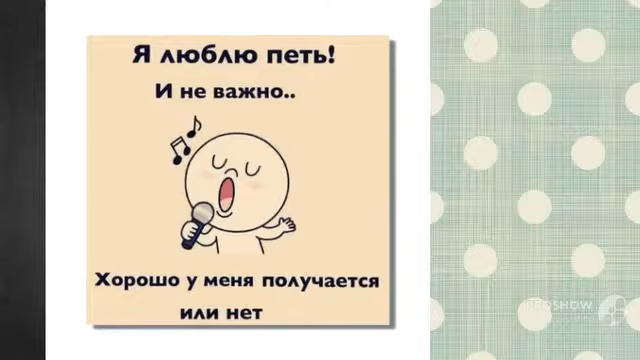 Я люблю петь!
И не важно..
Хорошо у меня получается
или нет